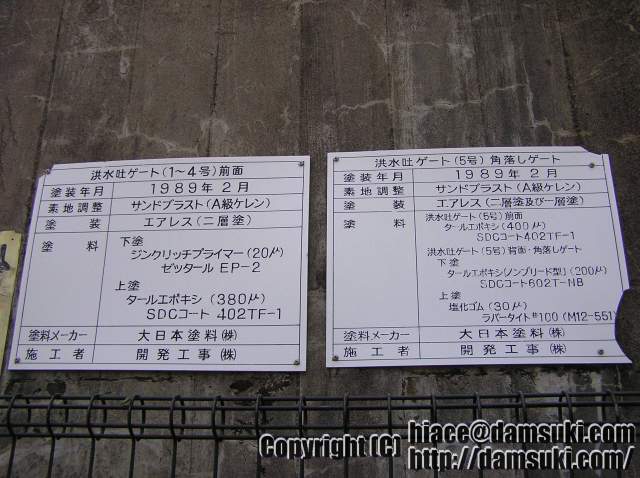 洪水吐ゲート(1～4号)前面
塗装年月 1989年2月
素地調整 サンドブラスト(A級ケレン)
塗装 エアレス(二層塗)
塗料 下塗
ジンクリッチプライマー(20μ)
ゼッタール EP-2
上塗
タールエポキシ(380μ)
SDCコート 402TF-1
塗料メーカー 大日本塗料(株)
施工者 開発工事(株)
洪水吐ゲート(5号)角落しゲート
塗装年月 1989年2月
素地調整 サンドブラスト(A級ケレン)
塗装 エアレス(二層塗及び一層塗)
塗料 洪水吐ゲート(5号)前面
タールエポキシ(400μ)
SDCコート402TF-1
洪水吐ゲート(5号)背面・角落しゲート
下塗
タールエポキシ「ノンブリード型」(200μ)
SDCコート602T-NB
上塗
塩化ゴム(30μ)
ラバータイト#100(M12-551)
塗料メーカー 大日本塗料(株)
施工者 開発工事(株)
Copyright (C) hiace@damsuki.com
http://damsuki.com/